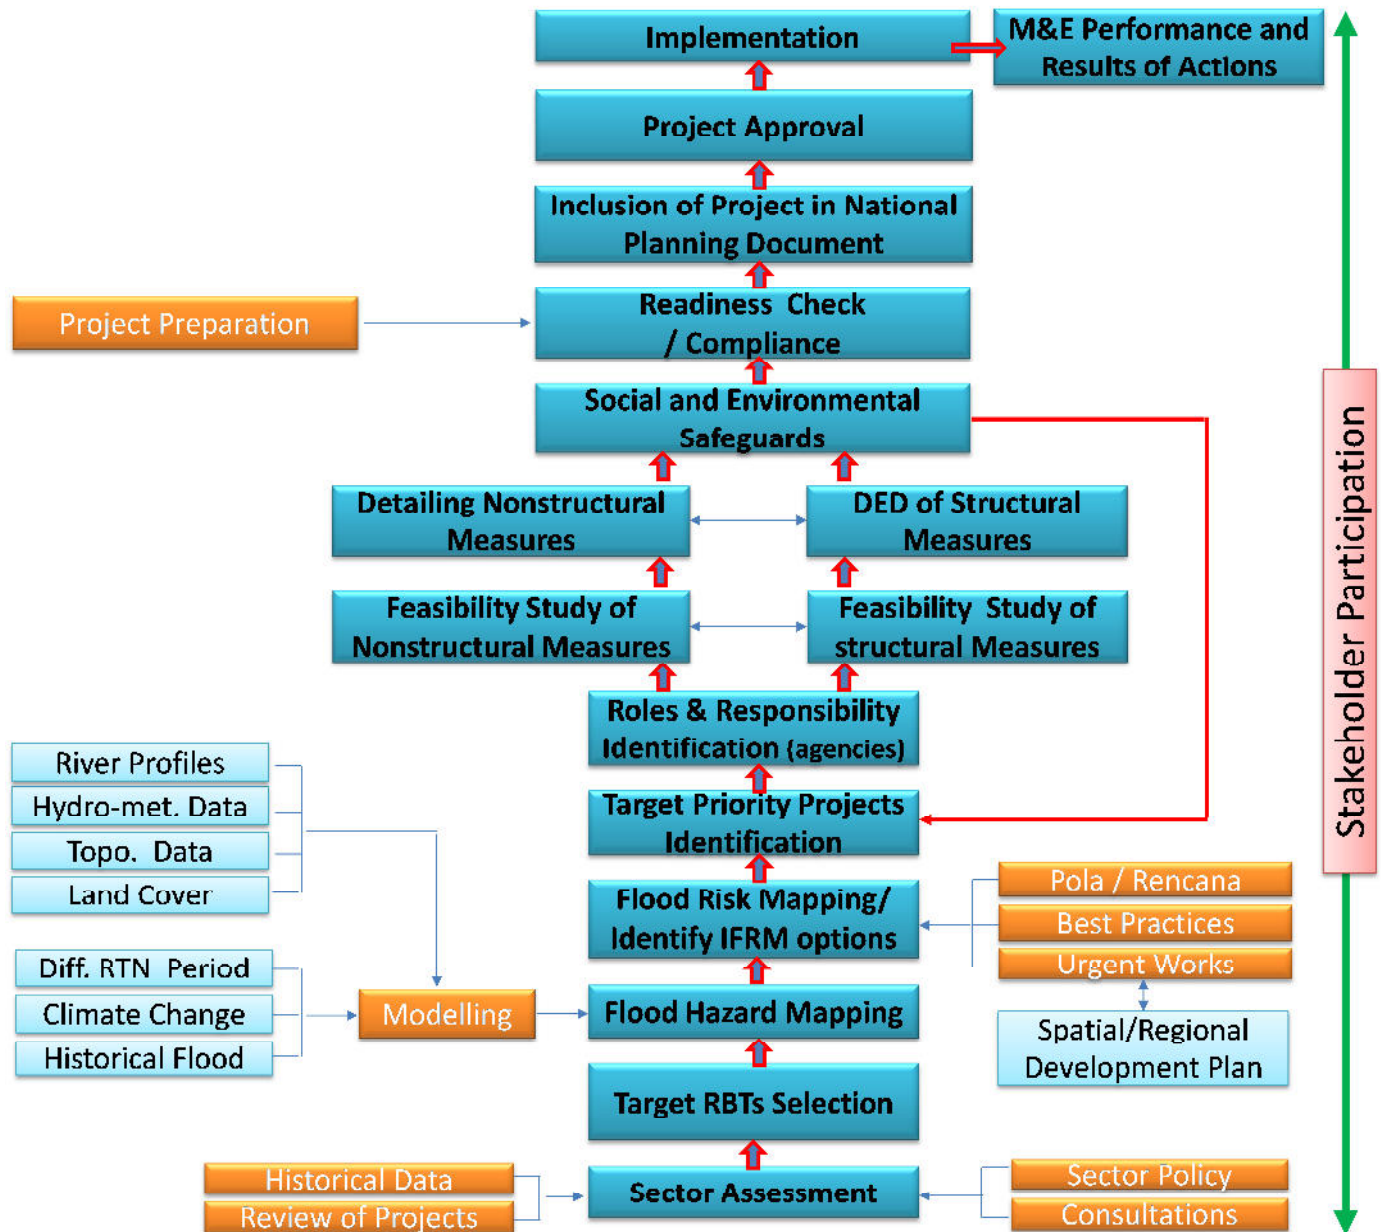 Implementation
M&E Performance and
Results of Actions
Project Approval
Inclusion of Project in National
Planning Document
Project Preparation
Readiness Check
/ Compliance
Social and Environmental
Safeguards
Detailing Nonstructural
Measures
DED of Structural
Measures
Feasibility Study of
Nonstructural Measures
Feasibility Study of
structural Measures
Roles & Responsibility
Identification (agencies)
River Profiles
Hydro-met. Data
Topo. Data
Land Cover
Target Priority Projects
Identification
Flood Risk Mapping/
Identify IFRM options
Pola / Rencana
Best Practices
Urgent Works
Diff. RTN Period
Climate Change
Historical Flood
Modelling
Flood Hazard Mapping
Spatial/Regional
Development Plan
Target RBTs Selection
Historical Data
Review of Projects
Sector Assessment
Sector Policy
Consultations
Stakeholder Participation